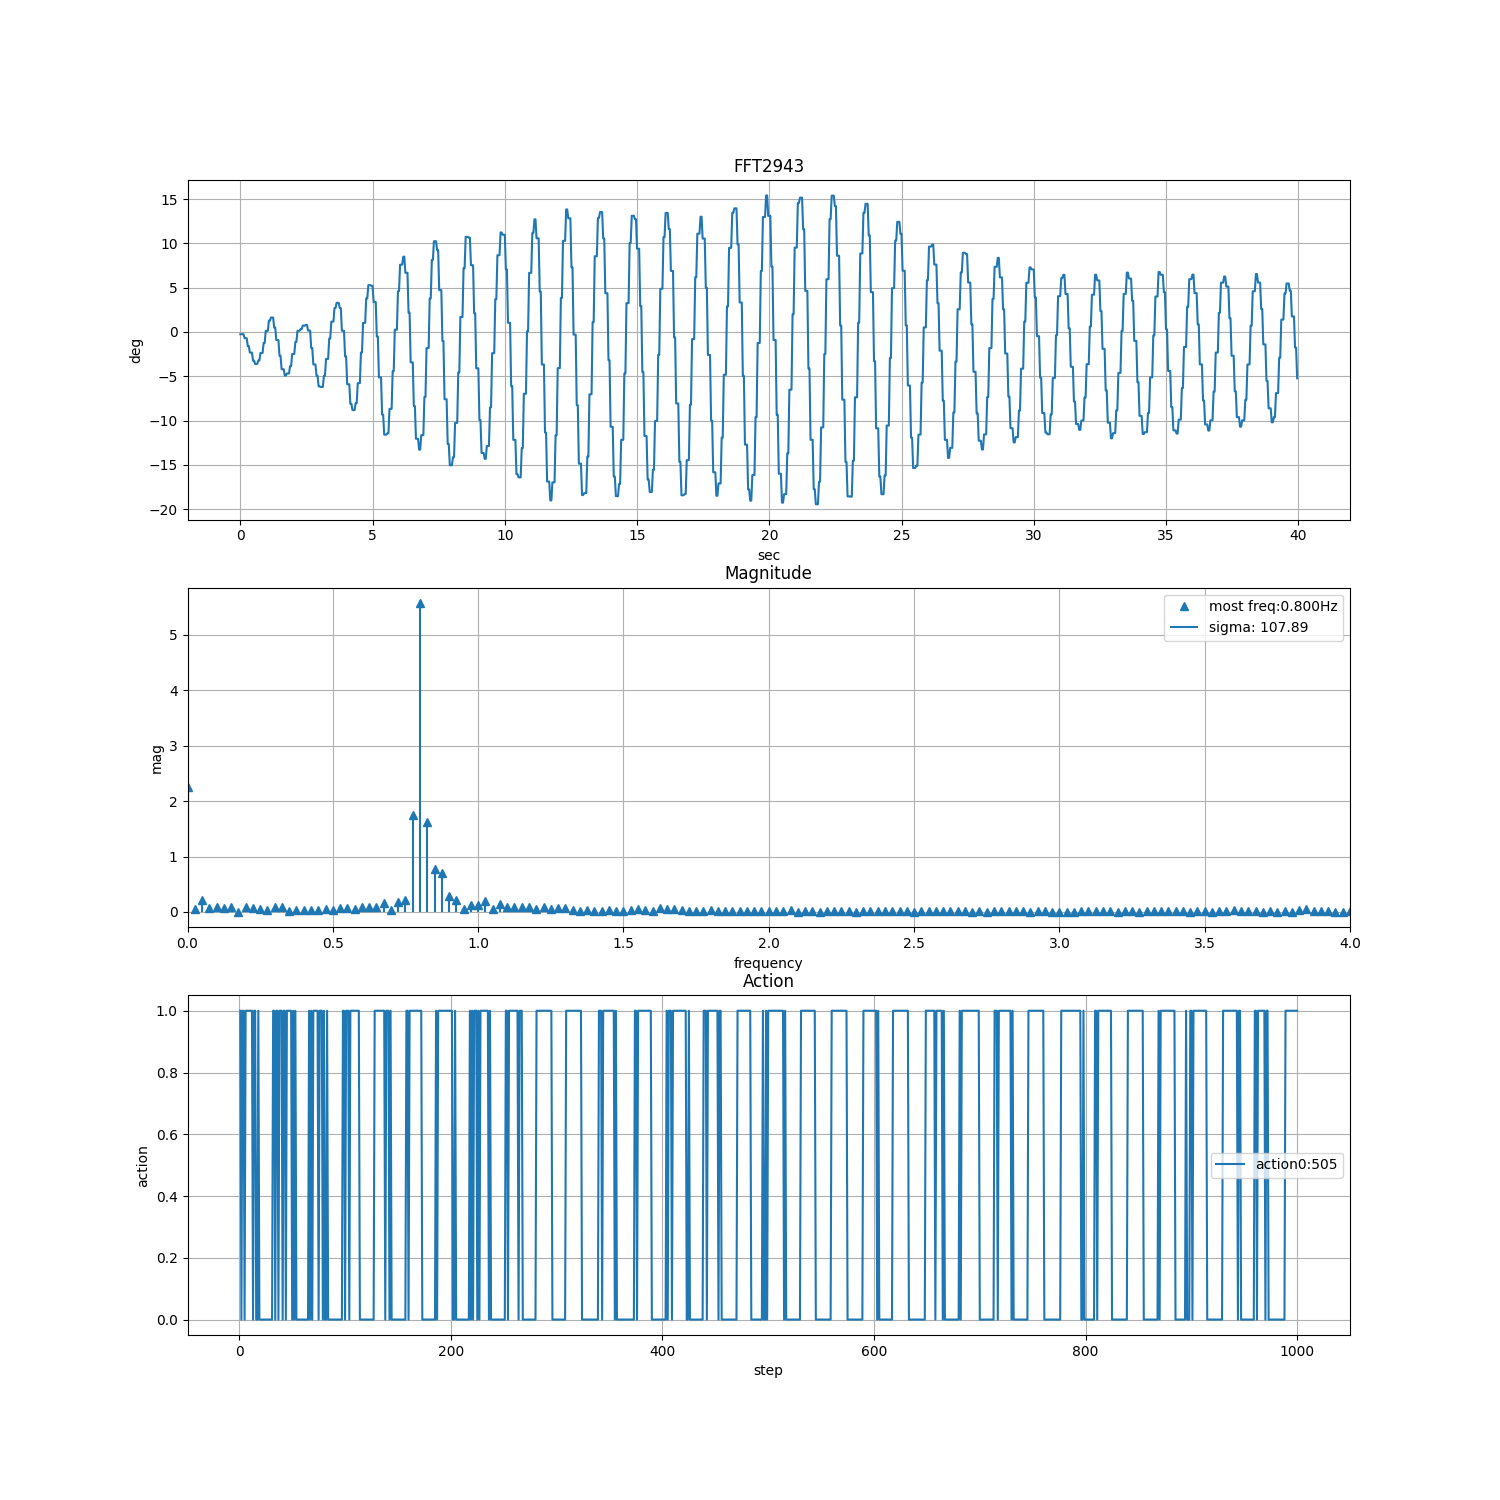 FFT2943
15
10
5
0
−5
−10
−15
−20
deg
0 5 10 15 20 25 30 35 40
sec
Magnitude
most freq:0.800Hz
sigma: 107.89
5
4
3
2
1
0
mag
0.0 0.5 1.0 1.5 2.0 2.5 3.0 3.5 4.0
frequency
Action
1.0
0.8
0.6
0.4
0.2
0.0
action
action0:505
0 200 400 600 800 1000
step